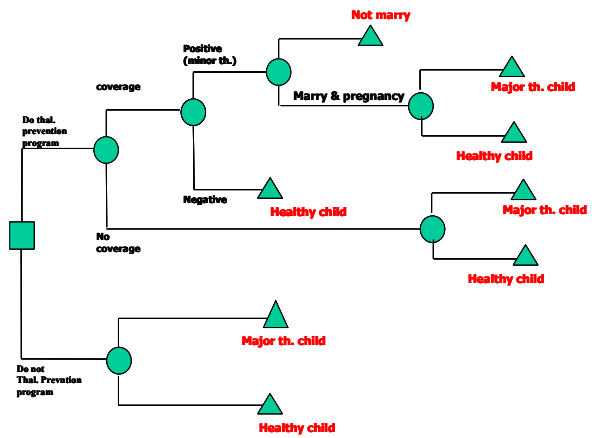 Not marry
Positive
(minor th.)
coverage
Marry & pregnancy
Major th. child
Do thal.
prevention
program
Healthy child
Negative
Healthy child
Major th. child
No
coverage
Healthy child
Major th. child
Do not
Thal. Prevntion
program
Healthy child